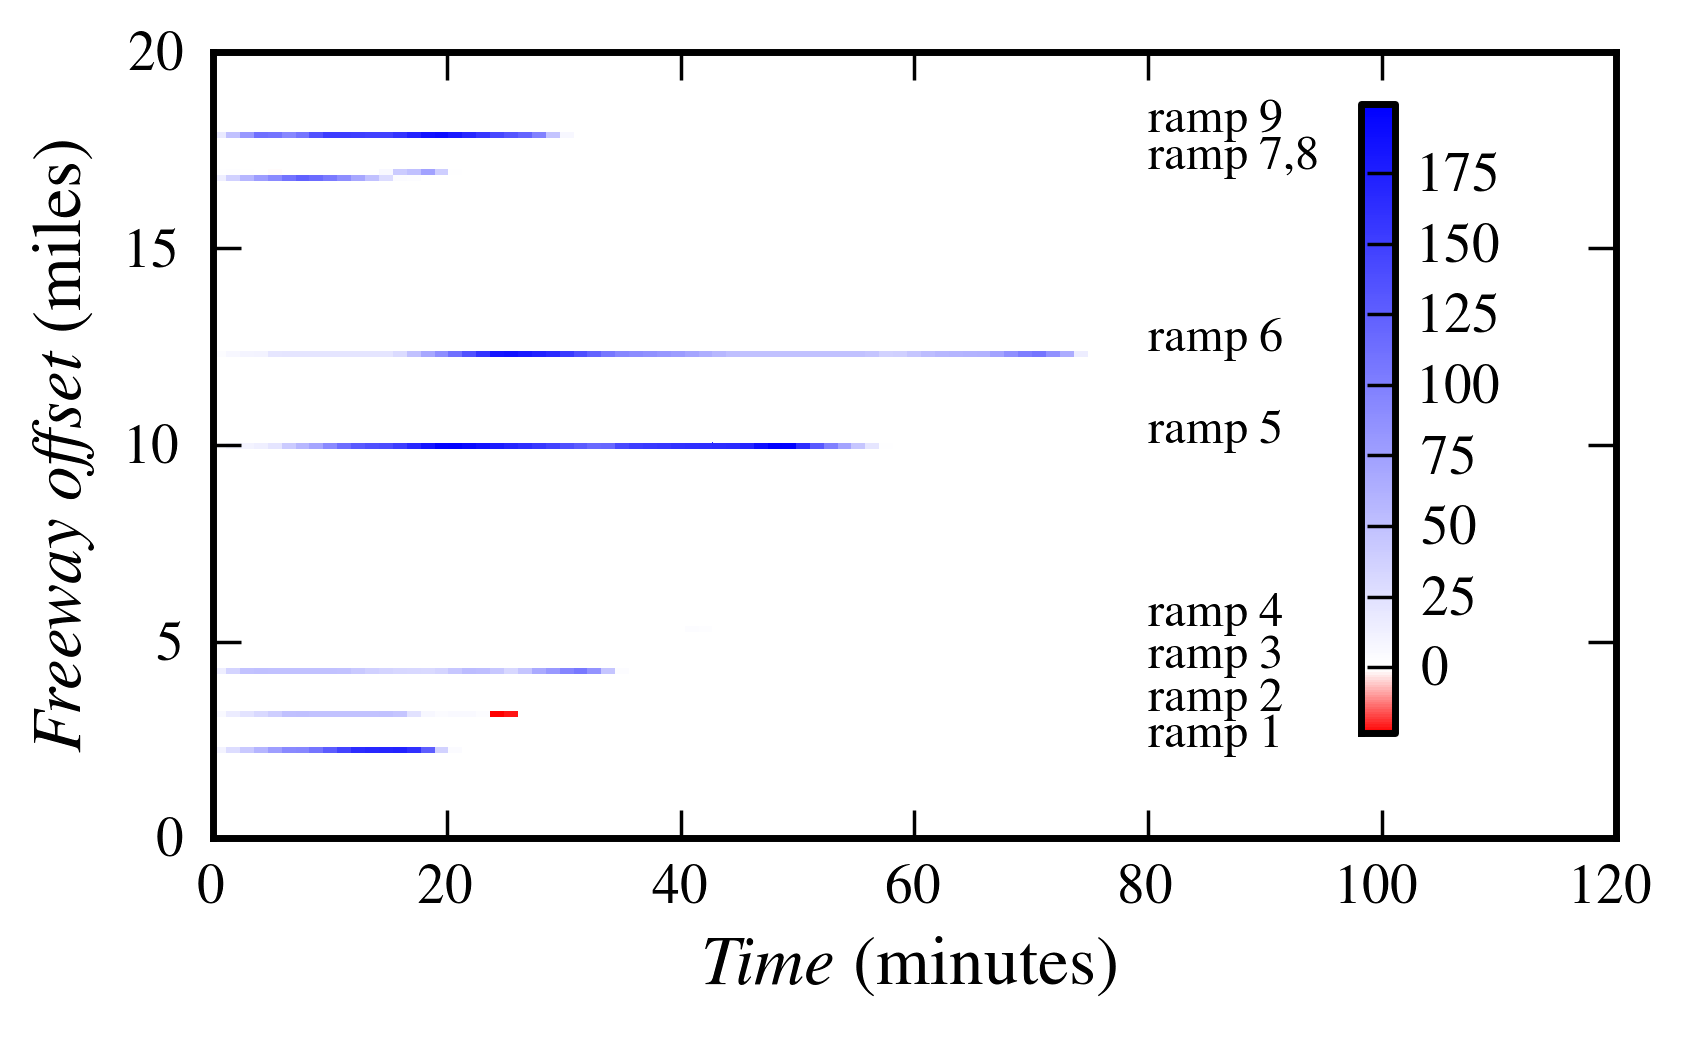 20
15
10
5
0
Freeway offset (miles)
0 20 40 60 80 100 120
Time (minutes)
ramp 9
ramp 7,8
ramp 6
ramp 5
ramp 4
ramp 3
ramp 2
ramp 1
175
150
125
100
75
50
25
0